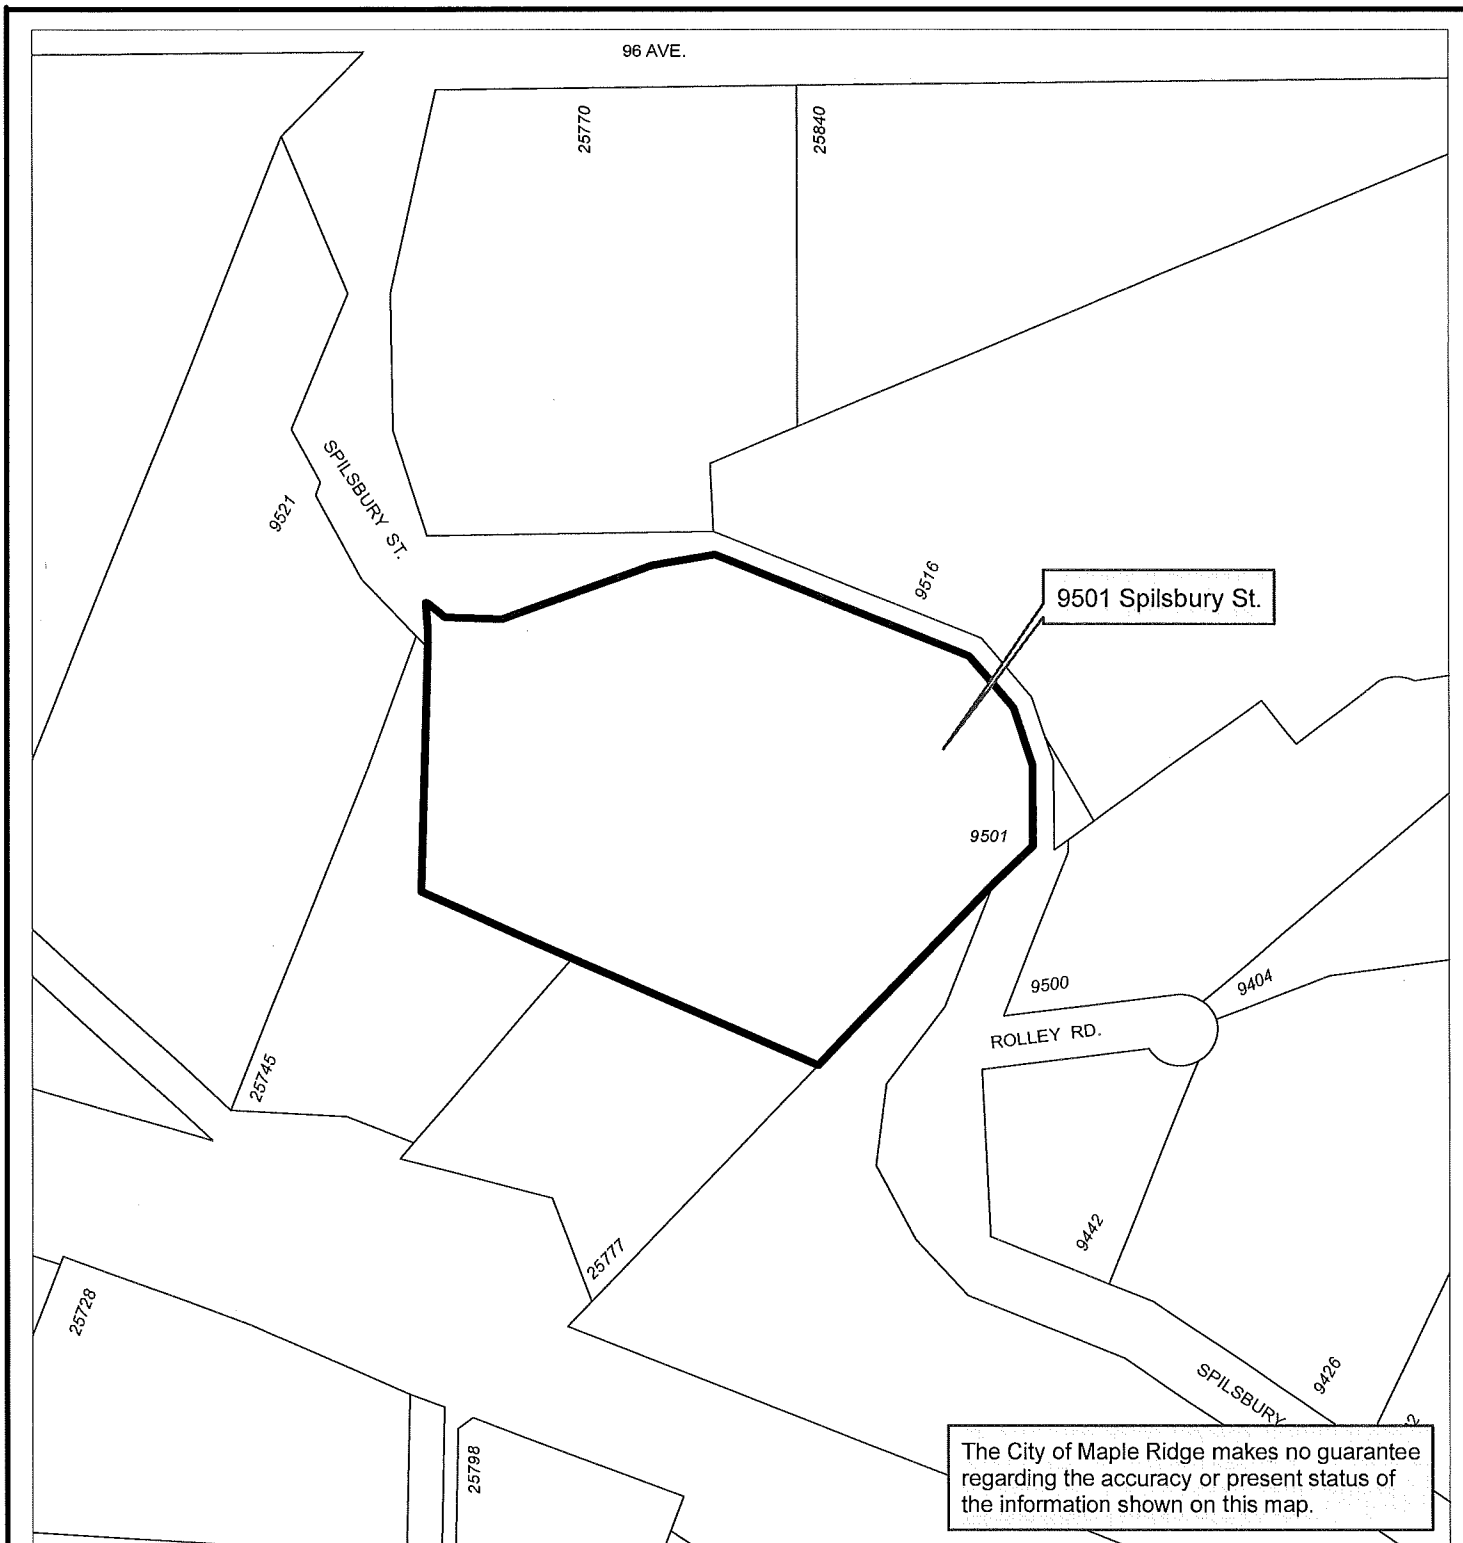 96 AVE.
25770
25840
SPILSBURY ST.
9521
9516
9501 Spilsbury St.
9501
9500
9404
ROLLEY RD.
25745
9442
25777
25728
9426
SPILSBURY
25798
The City of Maple Ridge makes no guarantee
regarding the accuracy or present status of
the information shown on this map.